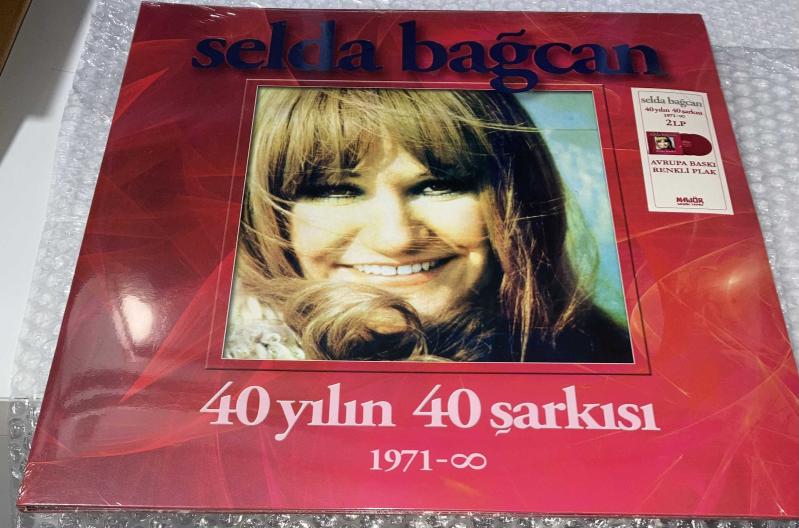 selda bağcan
selda bağcan
40 yılın 40 şarkısı
1971-∞
2LP
AVRUPA BASKI
RENKLİ PLAK
MAJÖR
40 yılın 40 şarkısı
1971-∞